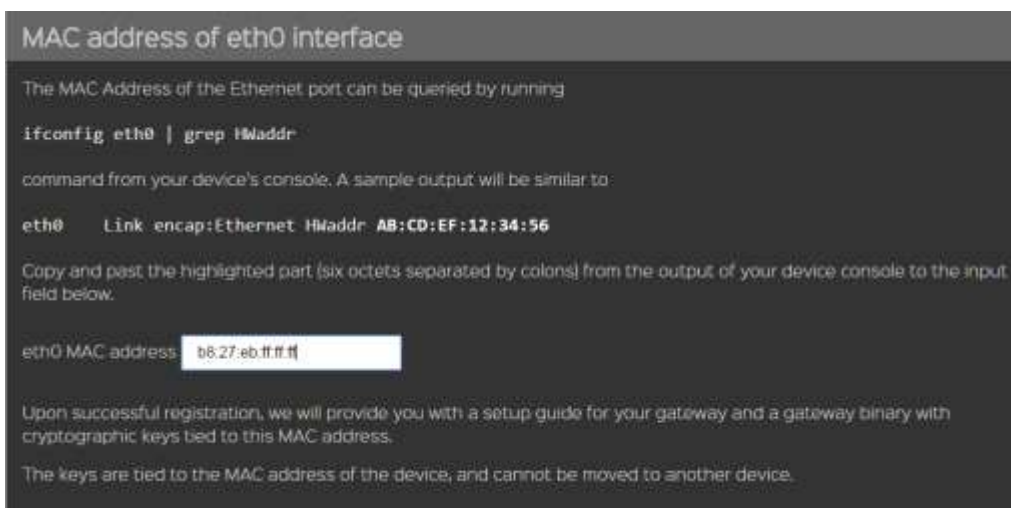 MAC address of eth0 interface
The MAC Address of the Ethernet port can be queried by running
ifconfig eth0 | grep HWaddr
command from your device's console. A sample output will be similar to
eth0 Link encap:Ethernet HWaddr AB:CD:EF:12:34:56
Copy and past the highlighted part (six octets separated by colons) from the output of your device console to the input
field below.
eth0 MAC address b8:27:eb:ff:ff:ff
Upon successful registration, we will provide you with a setup guide for your gateway and a gateway binary with
cryptographic keys tied to this MAC address.
The keys are tied to the MAC address of the device, and cannot be moved to another device.